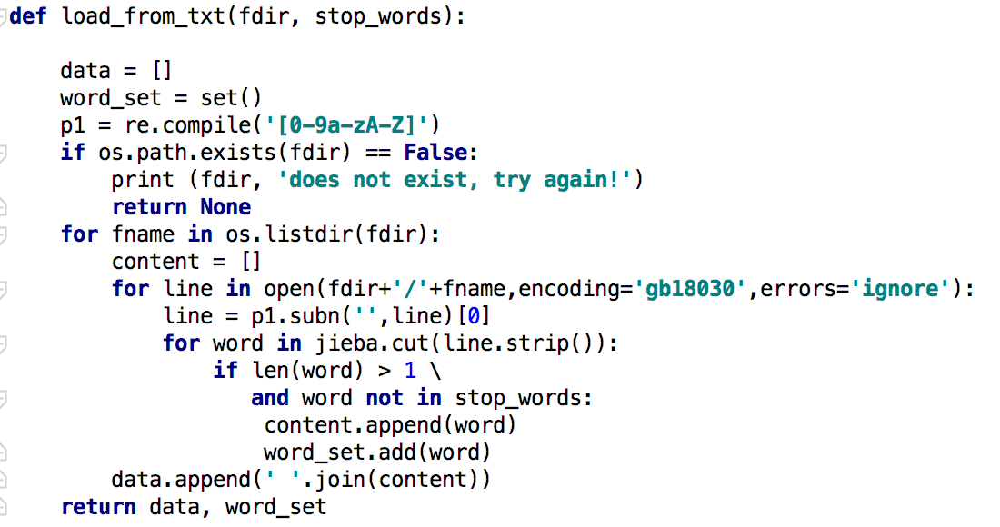 def load_from_txt(fdir, stop_words):

    data = []
    word_set = set()
    p1 = re.compile('[0-9a-zA-Z]')
    if os.path.exists(fdir) == False:
        print (fdir, 'does not exist, try again!')
        return None
    for fname in os.listdir(fdir):
        content = []
        for line in open(fdir+'/'+fname,encoding='gb18030',errors='ignore'):
            line = p1.subn('',line)[0]
            for word in jieba.cut(line.strip()):
                if len(word) > 1 \
                   and word not in stop_words:
                    content.append(word)
                    word_set.add(word)
        data.append(' '.join(content))
    return data, word_set